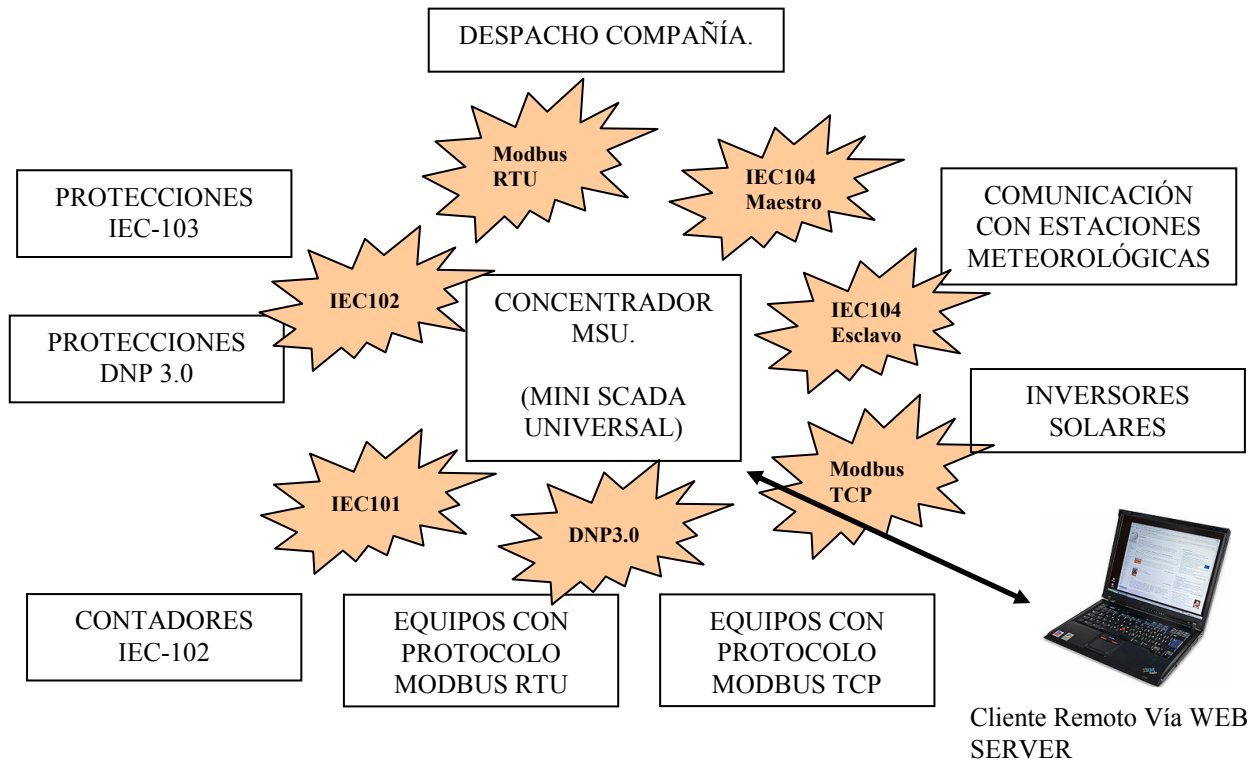 DESPACHO COMPAÑÍA.
Modbus
RTU
IEC104
Maestro
PROTECCIONES
IEC-103
COMUNICACIÓN
CON ESTACIONES
METEOROLÓGICAS
IEC102
CONCENTRADOR
MSU.
(MINI SCADA
UNIVERSAL)
IEC104
Esclavo
PROTECCIONES
DNP 3.0
INVERSORES
SOLARES
Modbus
TCP
IEC101
DNP3.0
CONTADORES
IEC-102
EQUIPOS CON
PROTOCOLO
MODBUS RTU
EQUIPOS CON
PROTOCOLO
MODBUS TCP
Cliente Remoto Vía WEB
SERVER